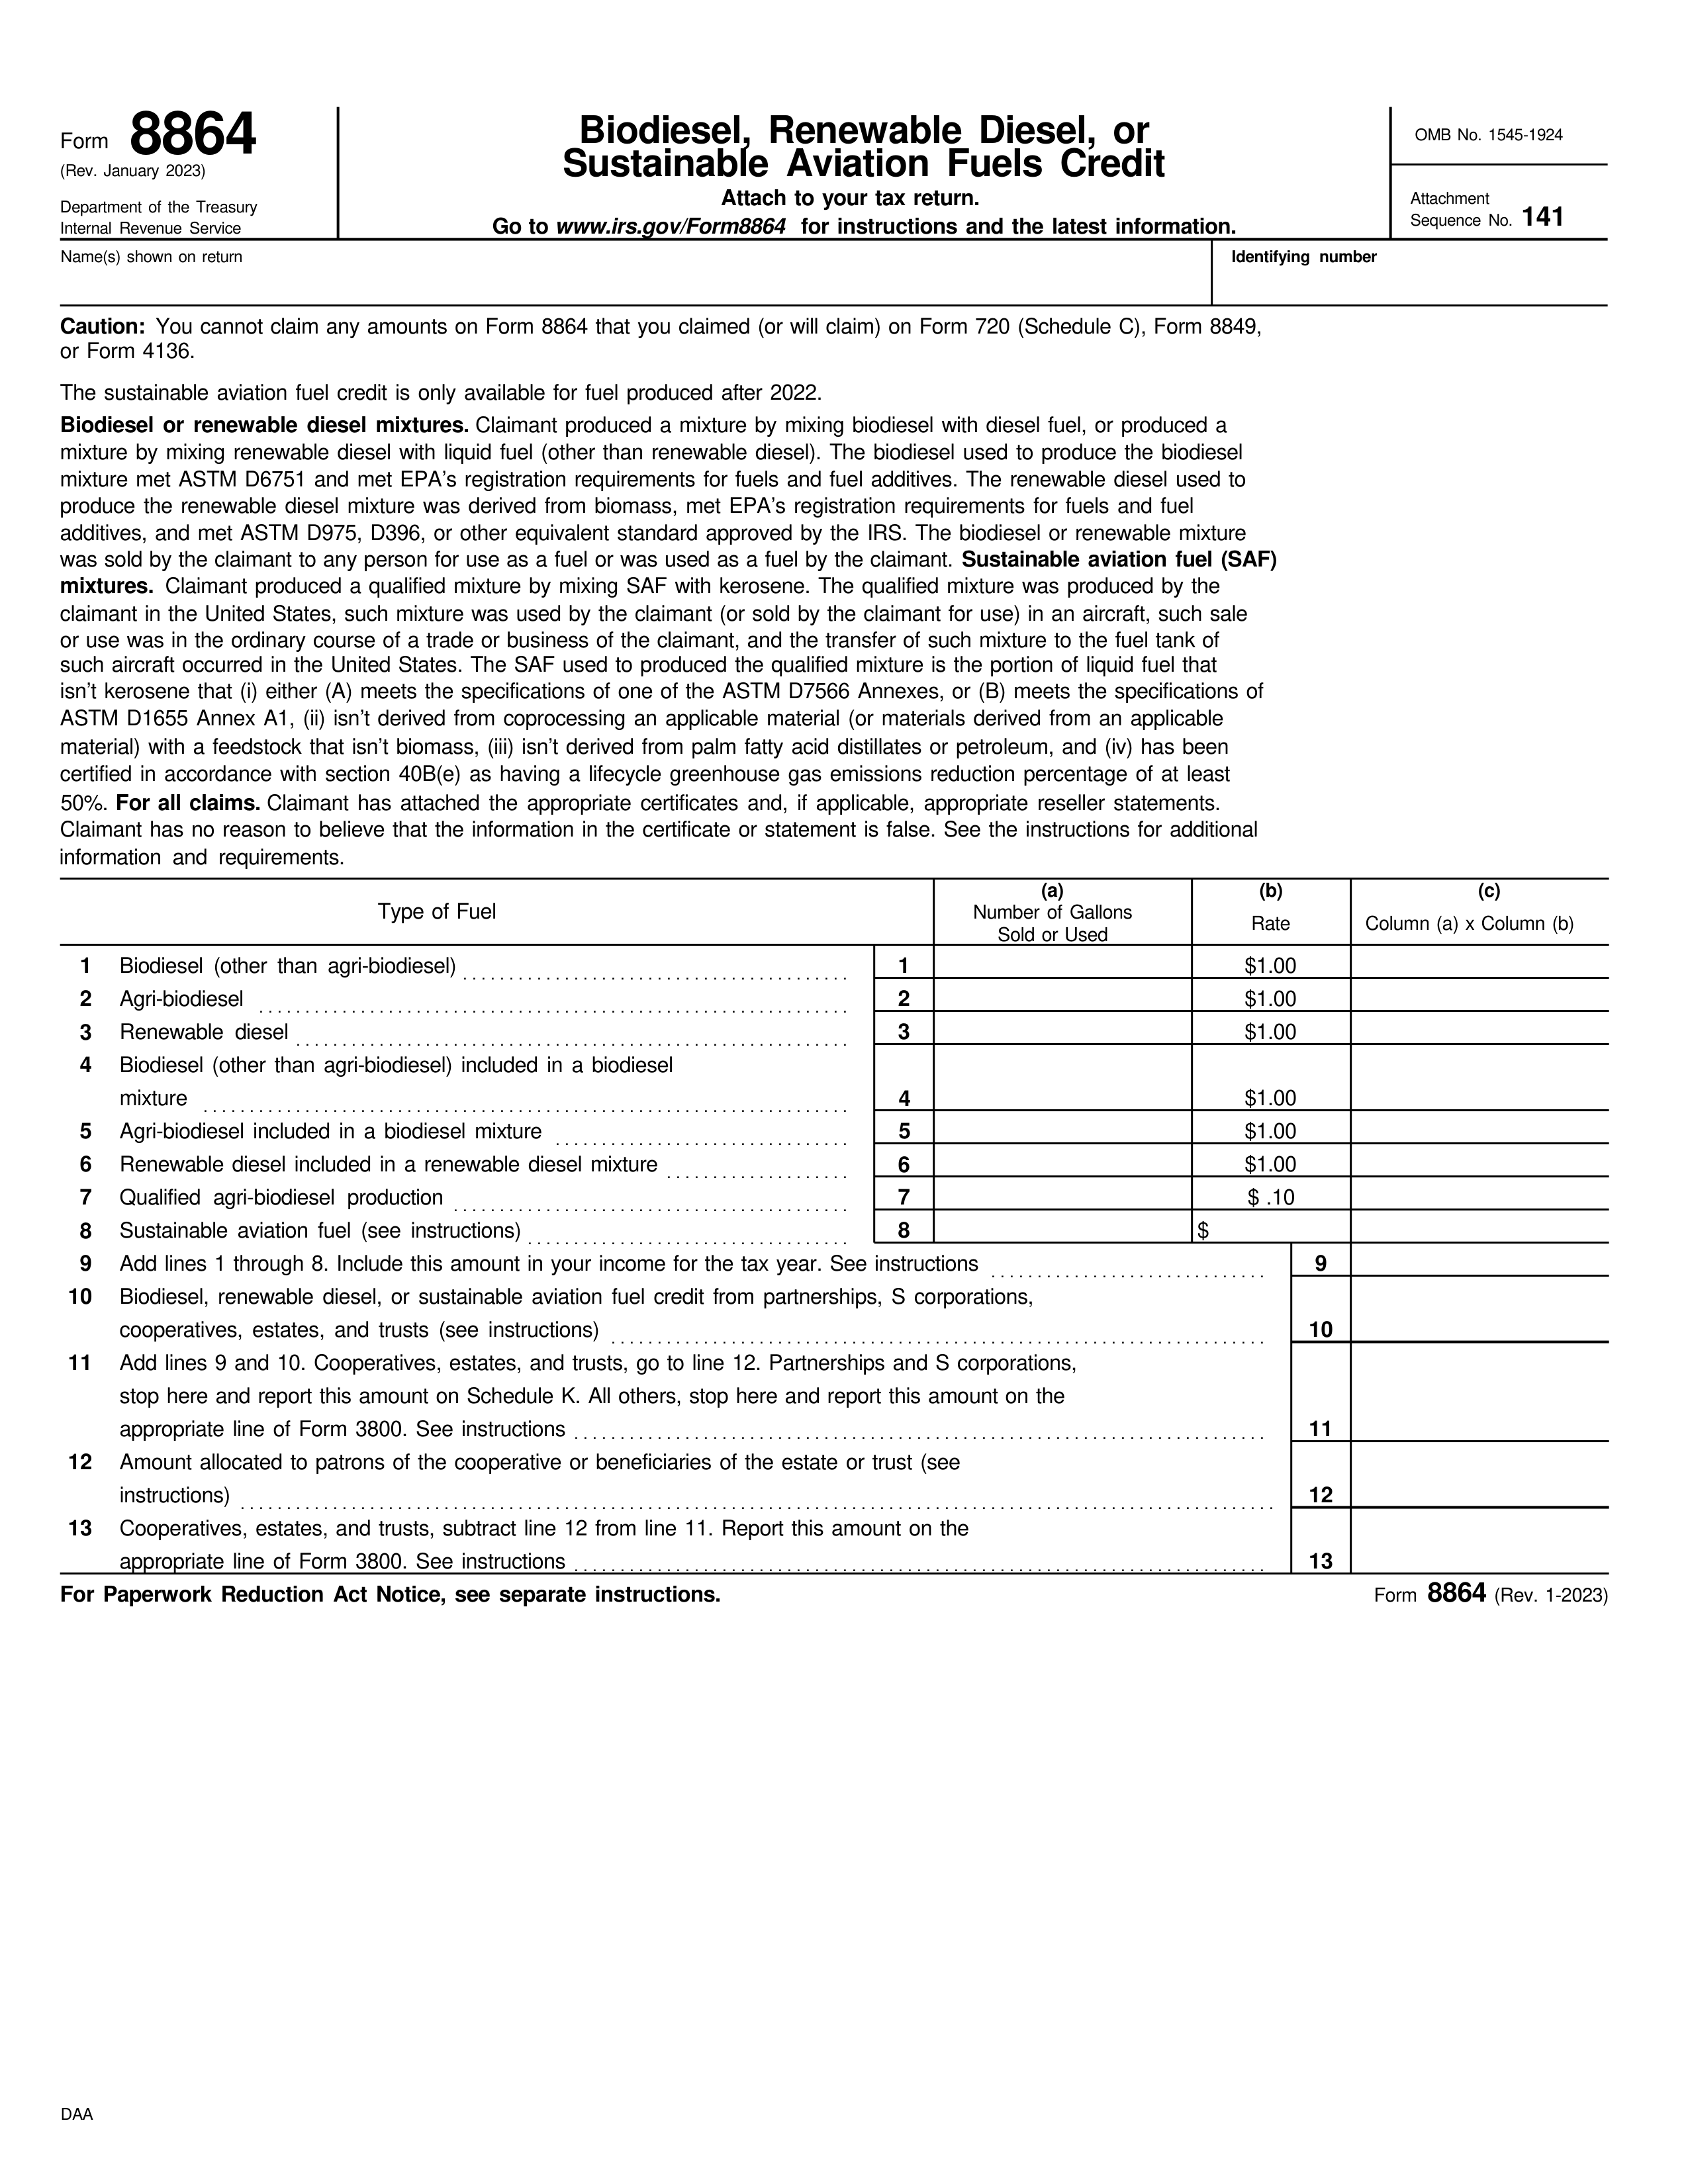 Form 8864
(Rev. January 2023)
Department of the Treasury
Internal Revenue Service
Biodiesel, Renewable Diesel, or
Sustainable Aviation Fuels Credit
Attach to your tax return.
Go to www.irs.gov/Form8864 for instructions and the latest information.
OMB No. 1545-1924
Attachment
Sequence No. 141
Name(s) shown on return
Identifying number
Caution: You cannot claim any amounts on Form 8864 that you claimed (or will claim) on Form 720 (Schedule C), Form 8849,
or Form 4136.
The sustainable aviation fuel credit is only available for fuel produced after 2022.
Biodiesel or renewable diesel mixtures. Claimant produced a mixture by mixing biodiesel with diesel fuel, or produced a
mixture by mixing renewable diesel with liquid fuel (other than renewable diesel). The biodiesel used to produce the biodiesel
mixture met ASTM D6751 and met EPA's registration requirements for fuels and fuel additives. The renewable diesel used to
produce the renewable diesel mixture was derived from biomass, met EPA's registration requirements for fuels and fuel
additives, and met ASTM D975, D396, or other equivalent standard approved by the IRS. The biodiesel or renewable mixture
was sold by the claimant to any person for use as a fuel or was used as a fuel by the claimant. Sustainable aviation fuel (SAF)
mixtures. Claimant produced a qualified mixture by mixing SAF with kerosene. The qualified mixture was produced by the
claimant in the United States, such mixture was used by the claimant (or sold by the claimant for use) in an aircraft, such sale
or use was in the ordinary course of a trade or business of the claimant, and the transfer of such mixture to the fuel tank of
such aircraft occurred in the United States. The SAF used to produced the qualified mixture is the portion of liquid fuel that
isn't kerosene that (i) either (A) meets the specifications of one of the ASTM D7566 Annexes, or (B) meets the specifications of
ASTM D1655 Annex A1, (ii) isn't derived from coprocessing an applicable material (or materials derived from an applicable
material) with a feedstock that isn't biomass, (iii) isn't derived from palm fatty acid distillates or petroleum, and (iv) has been
certified in accordance with section 40B(e) as having a lifecycle greenhouse gas emissions reduction percentage of at least
50%. For all claims. Claimant has attached the appropriate certificates and, if applicable, appropriate reseller statements.
Claimant has no reason to believe that the information in the certificate or statement is false. See the instructions for additional
information and requirements.
Type of Fuel
(a)
Number of Gallons
Sold or Used
(b)
Rate
(c)
Column (a) x Column (b)
1 Biodiesel (other than agri-biodiesel) 1 $1.00
2 Agri-biodiesel 2 $1.00
3 Renewable diesel 3 $1.00
4 Biodiesel (other than agri-biodiesel) included in a biodiesel
mixture 4 $1.00
5 Agri-biodiesel included in a biodiesel mixture 5 $1.00
6 Renewable diesel included in a renewable diesel mixture 6 $1.00
7 Qualified agri-biodiesel production 7 $ .10
8 Sustainable aviation fuel (see instructions) 8 $
9 Add lines 1 through 8. Include this amount in your income for the tax year. See instructions 9
10 Biodiesel, renewable diesel, or sustainable aviation fuel credit from partnerships, S corporations,
cooperatives, estates, and trusts (see instructions) 10
11 Add lines 9 and 10. Cooperatives, estates, and trusts, go to line 12. Partnerships and S corporations,
stop here and report this amount on Schedule K. All others, stop here and report this amount on the
appropriate line of Form 3800. See instructions 11
12 Amount allocated to patrons of the cooperative or beneficiaries of the estate or trust (see
instructions) 12
13 Cooperatives, estates, and trusts, subtract line 12 from line 11. Report this amount on the
appropriate line of Form 3800. See instructions 13
For Paperwork Reduction Act Notice, see separate instructions.
Form 8864 (Rev. 1-2023)
DAA